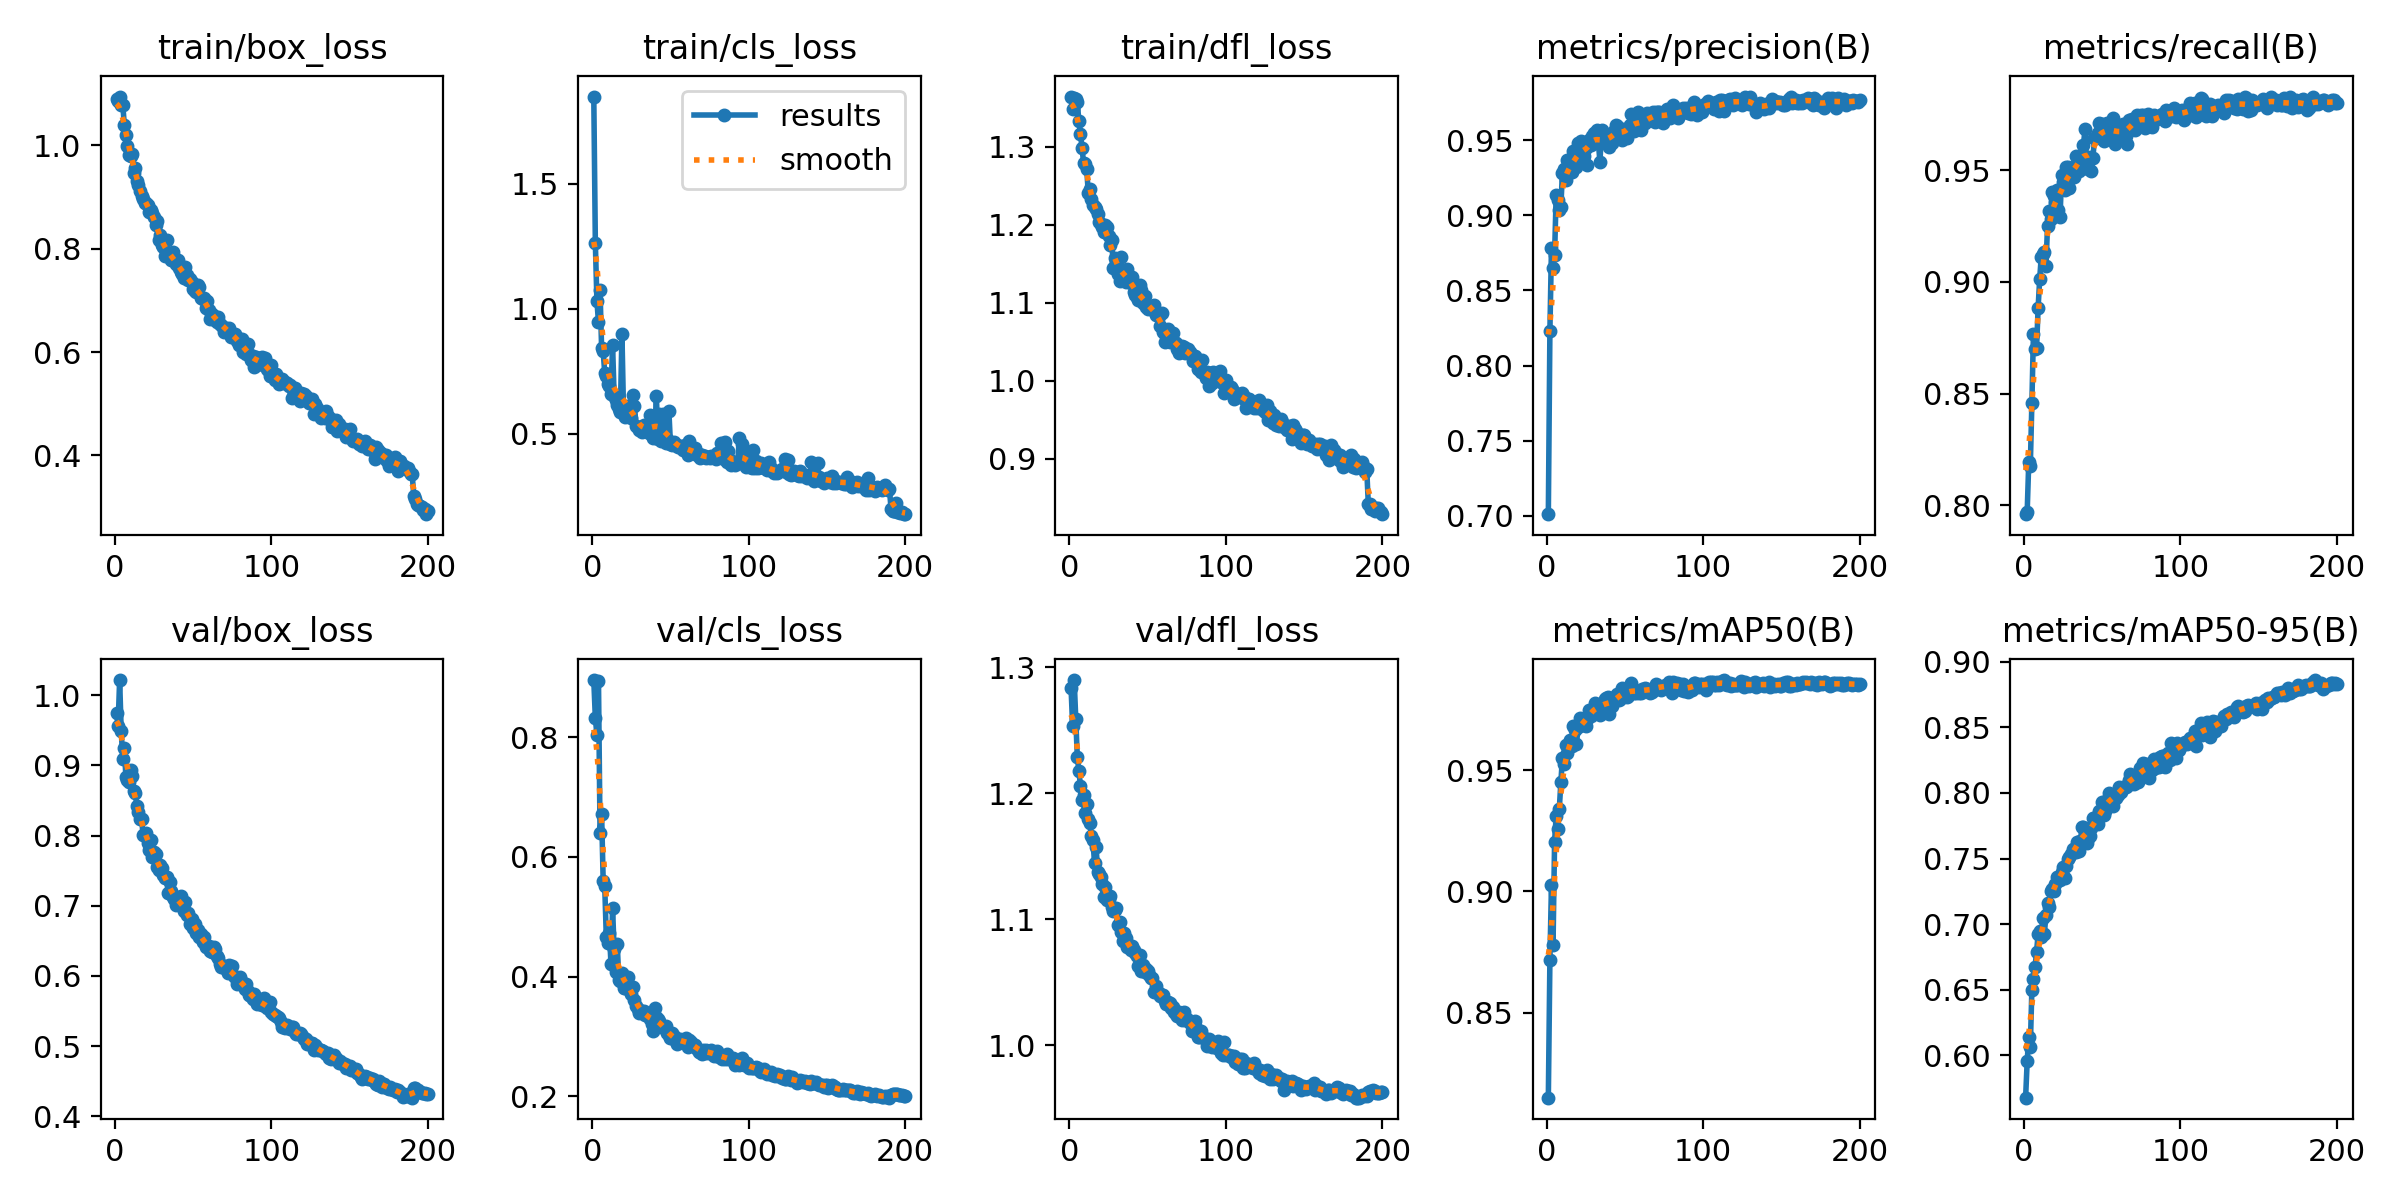 train/box_loss
1.0
0.8
0.6
0.4
0 100 200
train/cls_loss
results
smooth
1.5
1.0
0.5
0 100 200
train/dfl_loss
1.3
1.2
1.1
1.0
0.9
0 100 200
metrics/precision(B)
0.95
0.90
0.85
0.80
0.75
0.70
0 100 200
metrics/recall(B)
0.95
0.90
0.85
0.80
0 100 200
val/box_loss
1.0
0.9
0.8
0.7
0.6
0.5
0.4
0 100 200
val/cls_loss
0.8
0.6
0.4
0.2
0 100 200
val/dfl_loss
1.3
1.2
1.1
1.0
0 100 200
metrics/mAP50(B)
0.95
0.90
0.85
0 100 200
metrics/mAP50-95(B)
0.90
0.85
0.80
0.75
0.70
0.65
0.60
0 100 200